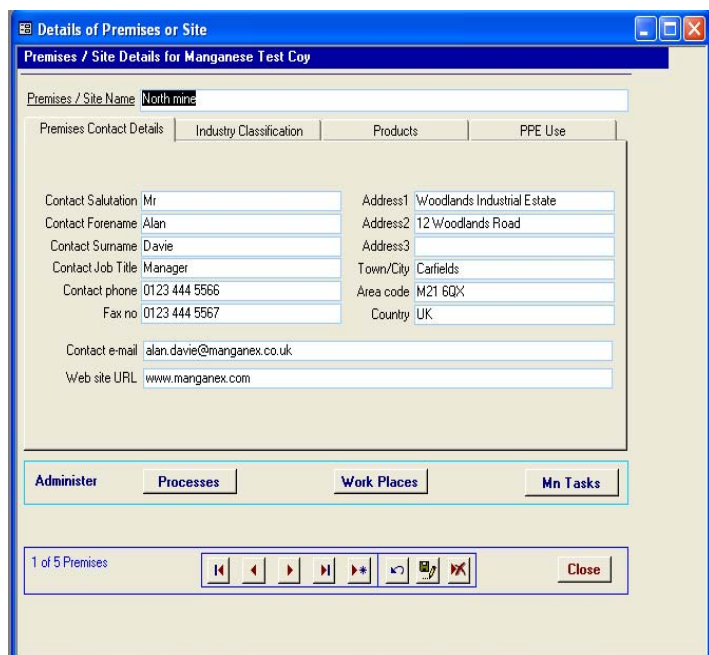 Details of Premises or Site
Premises / Site Details for Manganese Test Coy
Premises / Site Name North mine
Premises Contact Details Industry Classification Products PPE Use
Contact Salutation Mr Address1 Woodlands Industrial Estate
Contact Forename Alan Address2 12 Woodlands Road
Contact Surname Davie Address3
Contact Job Title Manager Town/City Carfields
Contact phone 0123 444 5566 Area code M21 6QX
Fax no 0123 444 5567 Country UK
Contact e-mail alan.davie@manganex.co.uk
Web site URL www.manganex.com
Administer Processes Work Places Mn Tasks
1 of 5 Premises Close